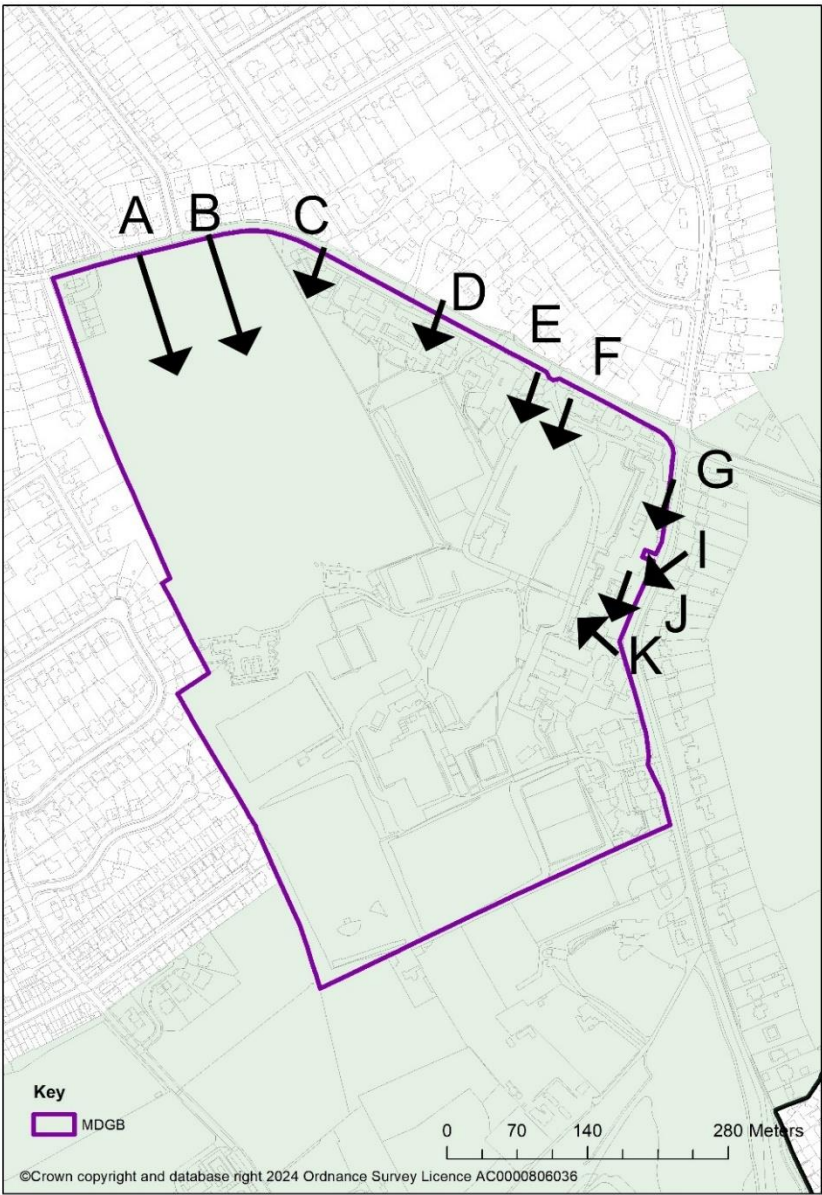 A
B
C
D
E
F
G
I
J
K
Key
MDGB
0 70 140 280 Meters
©Crown copyright and database right 2024 Ordnance Survey Licence AC0000806036